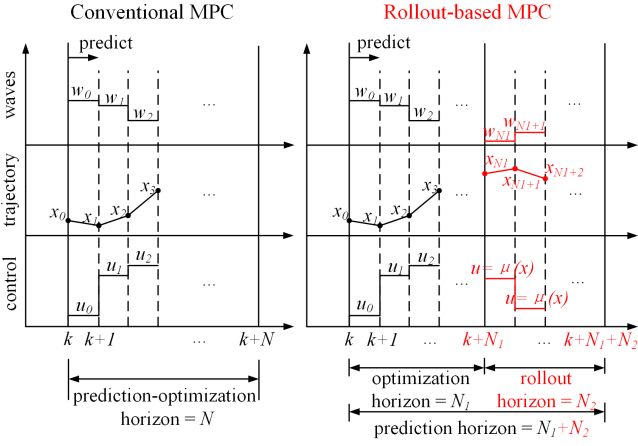 Conventional MPC
predict
waves
w0 w1 w2 ...
trajectory
x0 x1 x2 x3 ...
control
u0 u1 u2 ...
k k+1 ... k+N
prediction-optimization
horizon = N
Rollout-based MPC
predict
w0 w1 w2 ... wN1 wN1+1 ...
x0 x1 x2 x3 ... xN1 xN1+1 xN1+2 ...
u0 u1 u2 ... u= μ(x) u= μ(x) ...
k k+1 ... k+N1 ... k+N1+N2
optimization rollout
horizon = N1 horizon = N2
prediction horizon = N1+N2